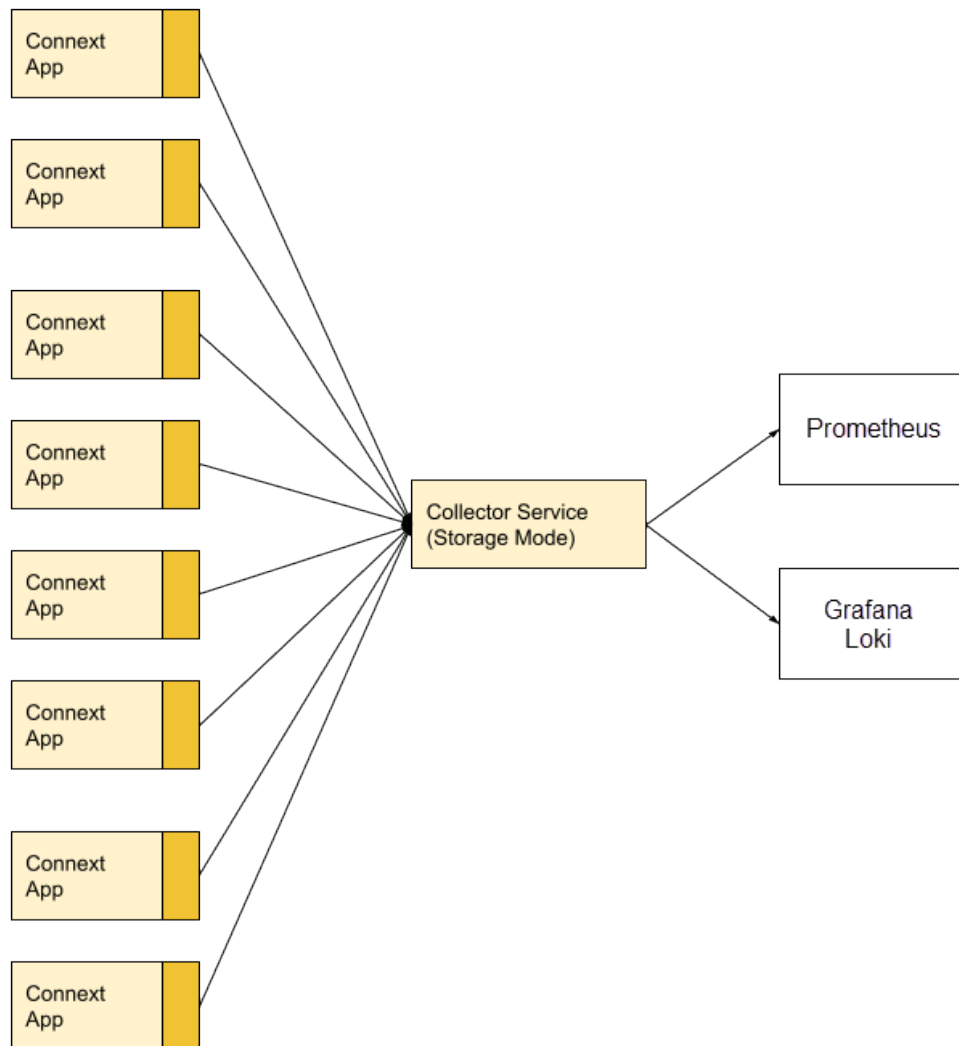 Connext
App
Connext
App
Connext
App
Connext
App
Connext
App
Connext
App
Connext
App
Connext
App
Collector Service
(Storage Mode)
Prometheus
Grafana
Loki